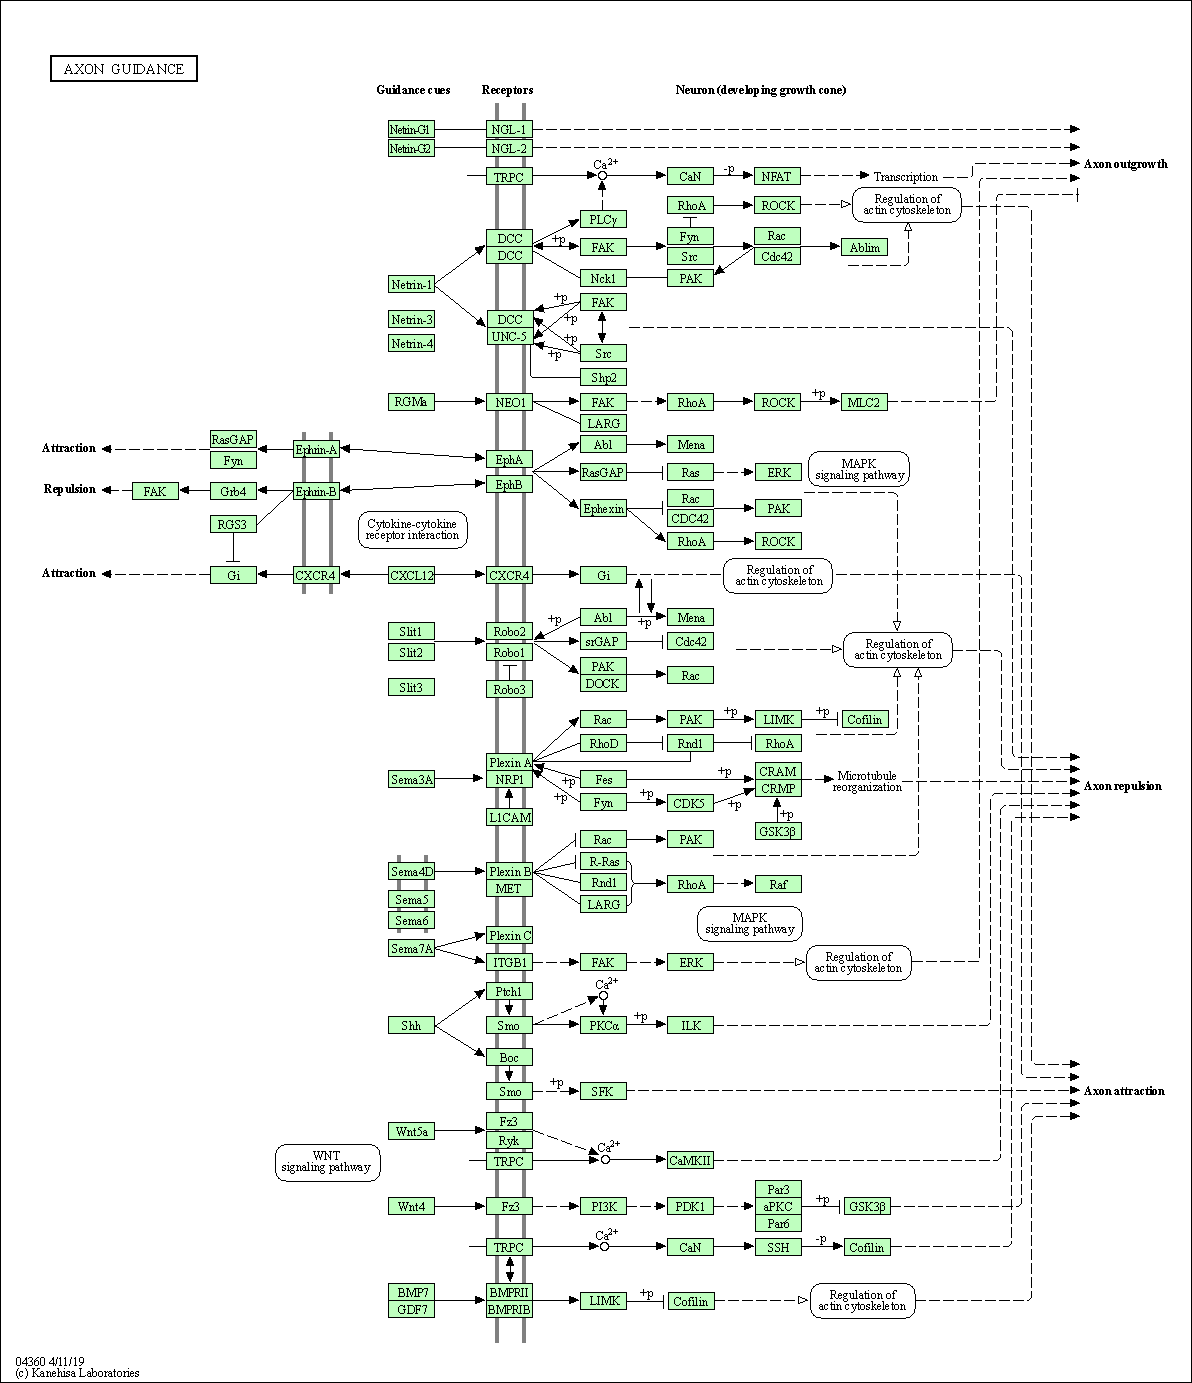 AXON GUIDANCE
Guidance cues Receptors Neuron (developing growth cone)
Netrin-G1 NGL-1
Netrin-G2 NGL-2
Axon outgrowth
TRPC Ca2+ CaN -p NFAT Transcription
RhoA ROCK Regulation of
actin cytoskeleton
PLCγ
DCC +p FAK Fyn Rac Ablim
DCC Src Cdc42
Netrin-1 Nck1 PAK
+p FAK
Netrin-3 DCC +p
UNC-5 +p
Netrin-4 +p Src
Shp2
RGMa NEO1 FAK RhoA ROCK +p MLC2
LARG
Attraction RasGAP Ephrin-A EphA Abl Mena
Fyn
RasGAP Ras ERK MAPK
signaling pathway
Repulsion FAK Grb4 Ephrin-B EphB
Ephexin Rac PAK
CDC42
RGS3 Cytokine-cytokine
receptor interaction
RhoA ROCK
Attraction Gi CXCR4 CXCL12 CXCR4 Gi Regulation of
actin cytoskeleton
+p Abl +p Mena
Slit1 Robo2 srGAP Cdc42
Slit2 Robo1 Regulation of
actin cytoskeleton
PAK Rac
DOCK
Slit3 Robo3
Rac PAK +p LIMK +p Cofilin
RhoD Rnd1 RhoA
Plexin A
Sema3A NRP1 +p Fes +p CRAM Microtubule
reorganization
CRMP
Axon repulsion
+p Fyn CDK5 +p
+p
L1CAM GSK3β
Rac PAK
Sema4D Plexin B R-Ras
MET Rnd1 RhoA Raf
Sema5 LARG
Sema6 MAPK
signaling pathway
Sema7A Plexin C
ITGB1 FAK ERK Regulation of
actin cytoskeleton
Ptch1 Ca2+
Shh Smo PKCα +p ILK
Boc
Smo +p SFK
Axon attraction
Wnt5a Fz3
Ryk Ca2+
WNT
signaling pathway
TRPC CaMKII
Wnt4 Fz3 PI3K PDK1 Par3 +p GSK3β
aPKC
Par6
TRPC Ca2+ CaN SSH -p Cofilin
BMP7 BMPRII LIMK +p Cofilin Regulation of
actin cytoskeleton
GDF7 BMPRIB
04360 4/11/19
(c) Kanehisa Laboratories